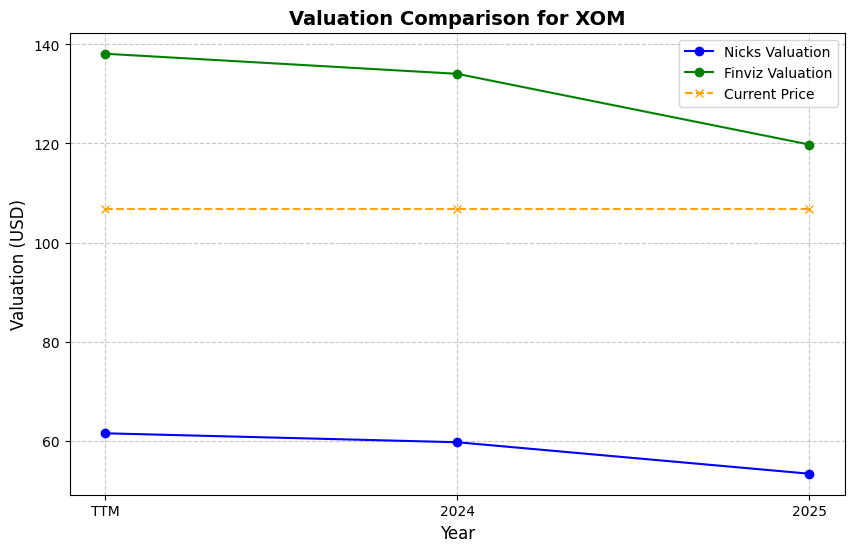 Valuation Comparison for XOM
Nicks Valuation
Finviz Valuation
Current Price
Valuation (USD)
140
120
100
80
60
TTM
2024
2025
Year